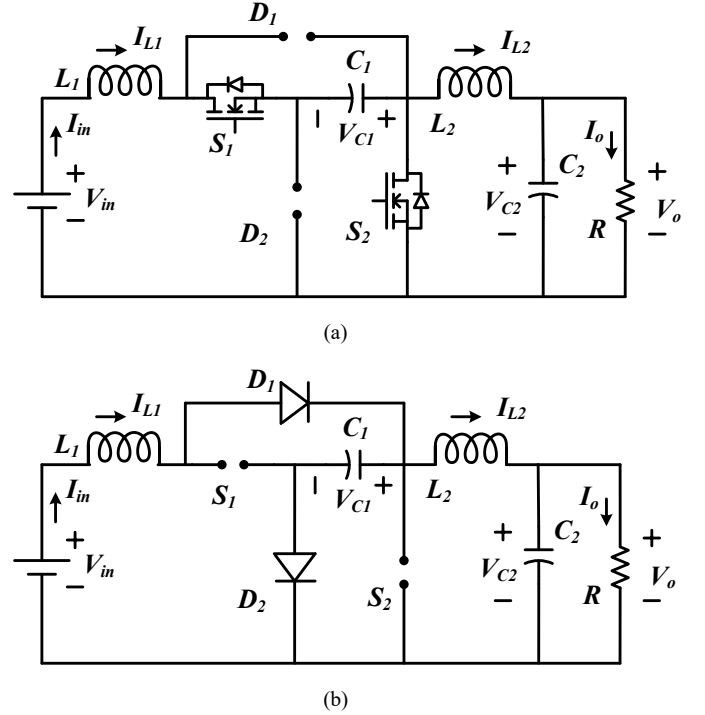 D1
IL1
C1
IL2
L1
Iin
S1
VC1
L2
Io
Vin
D2
S2
VC2
C2
R
Vo
(a)
D1
IL1
C1
IL2
L1
Iin
S1
VC1
L2
Io
Vin
D2
S2
VC2
C2
R
Vo
(b)